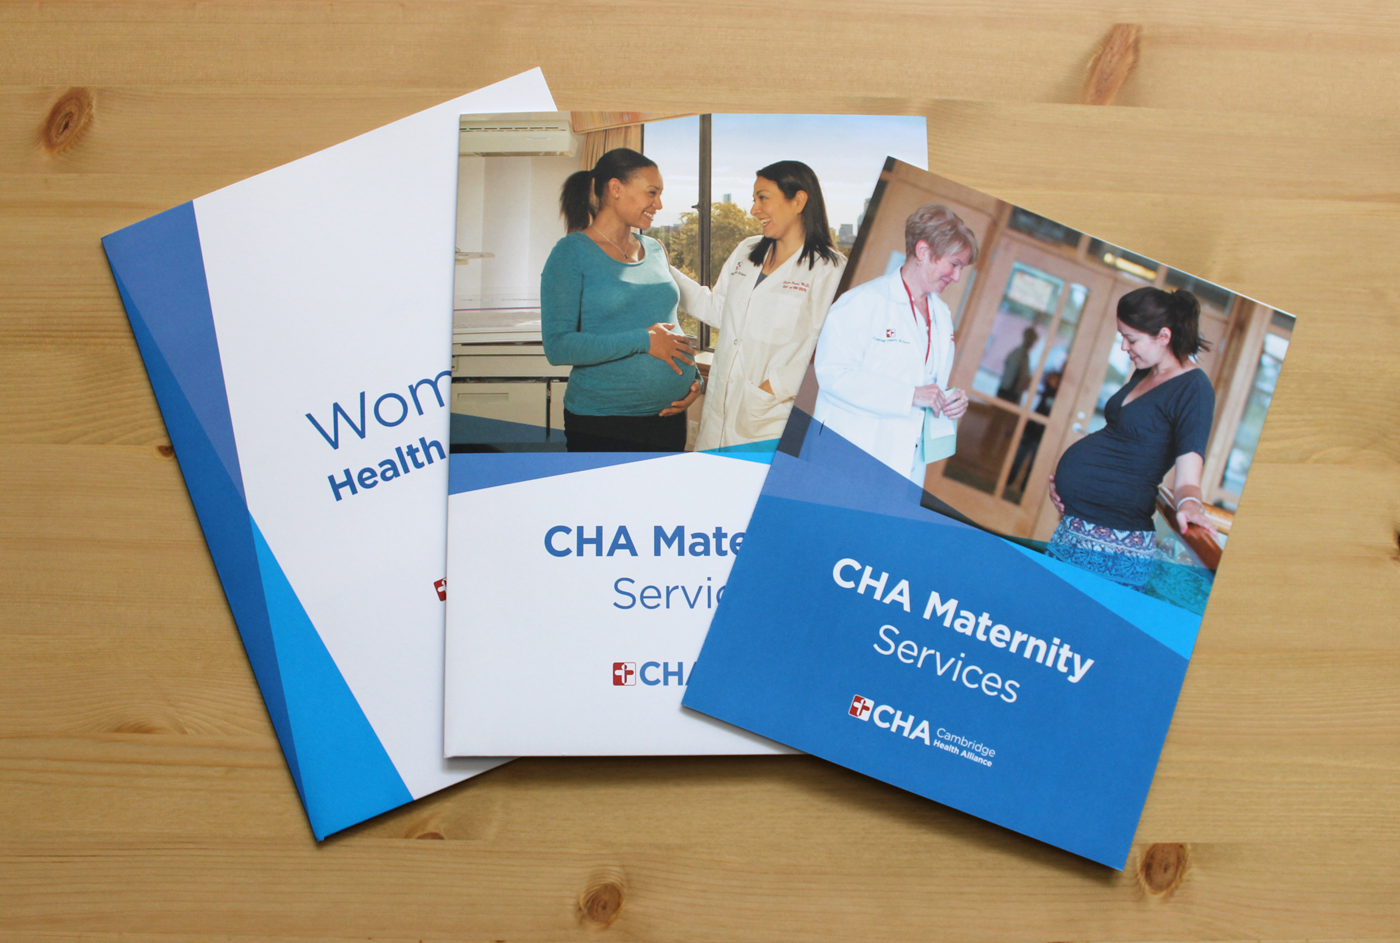 Wom
Health
CHA Mate
Servic
CHA
CHA Maternity
Services
CHA Cambridge
Health Alliance